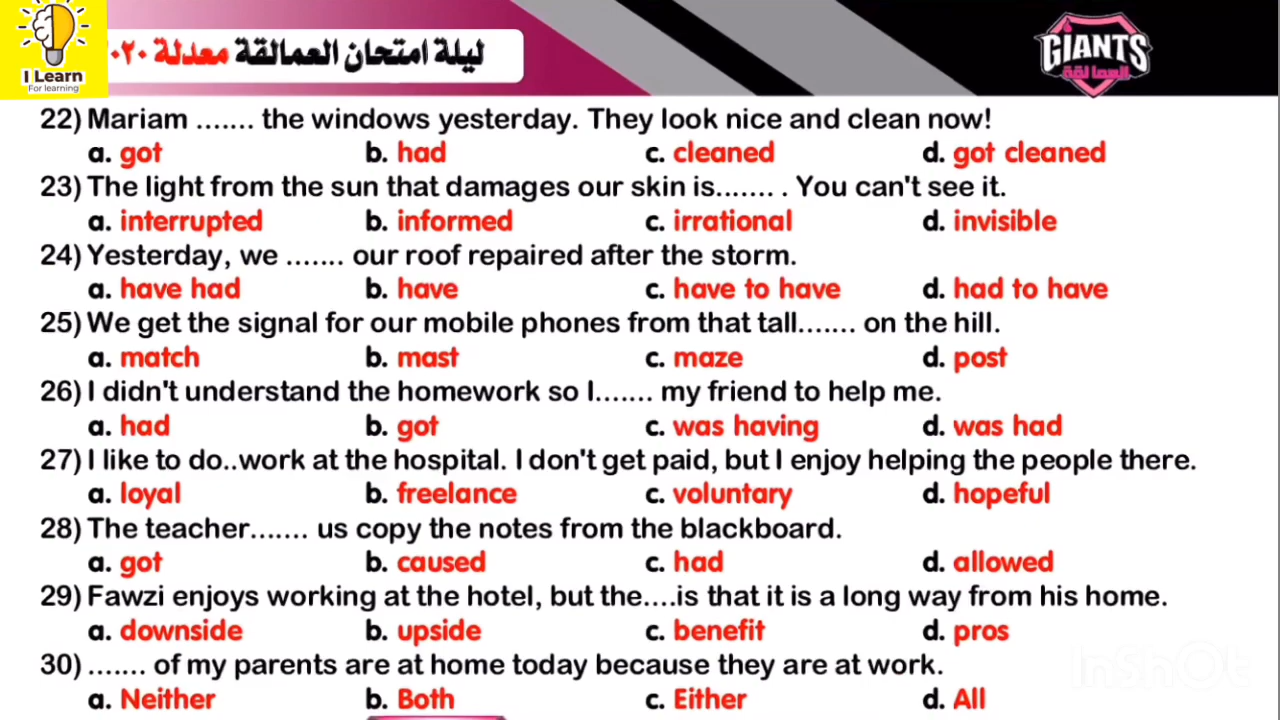 I Learn
For learning
ليلة امتحان العمالقة معدلة ٢٠٢٠
GIANTS
العمالقة
22) Mariam ....... the windows yesterday. They look nice and clean now!
a. got b. had c. cleaned d. got cleaned
23) The light from the sun that damages our skin is....... . You can't see it.
a. interrupted b. informed c. irrational d. invisible
24) Yesterday, we ....... our roof repaired after the storm.
a. have had b. have c. have to have d. had to have
25) We get the signal for our mobile phones from that tall....... on the hill.
a. match b. mast c. maze d. post
26) I didn't understand the homework so I....... my friend to help me.
a. had b. got c. was having d. was had
27) I like to do..work at the hospital. I don't get paid, but I enjoy helping the people there.
a. loyal b. freelance c. voluntary d. hopeful
28) The teacher....... us copy the notes from the blackboard.
a. got b. caused c. had d. allowed
29) Fawzi enjoys working at the hotel, but the....is that it is a long way from his home.
a. downside b. upside c. benefit d. pros
30) ....... of my parents are at home today because they are at work.
a. Neither b. Both c. Either d. All
InShOt